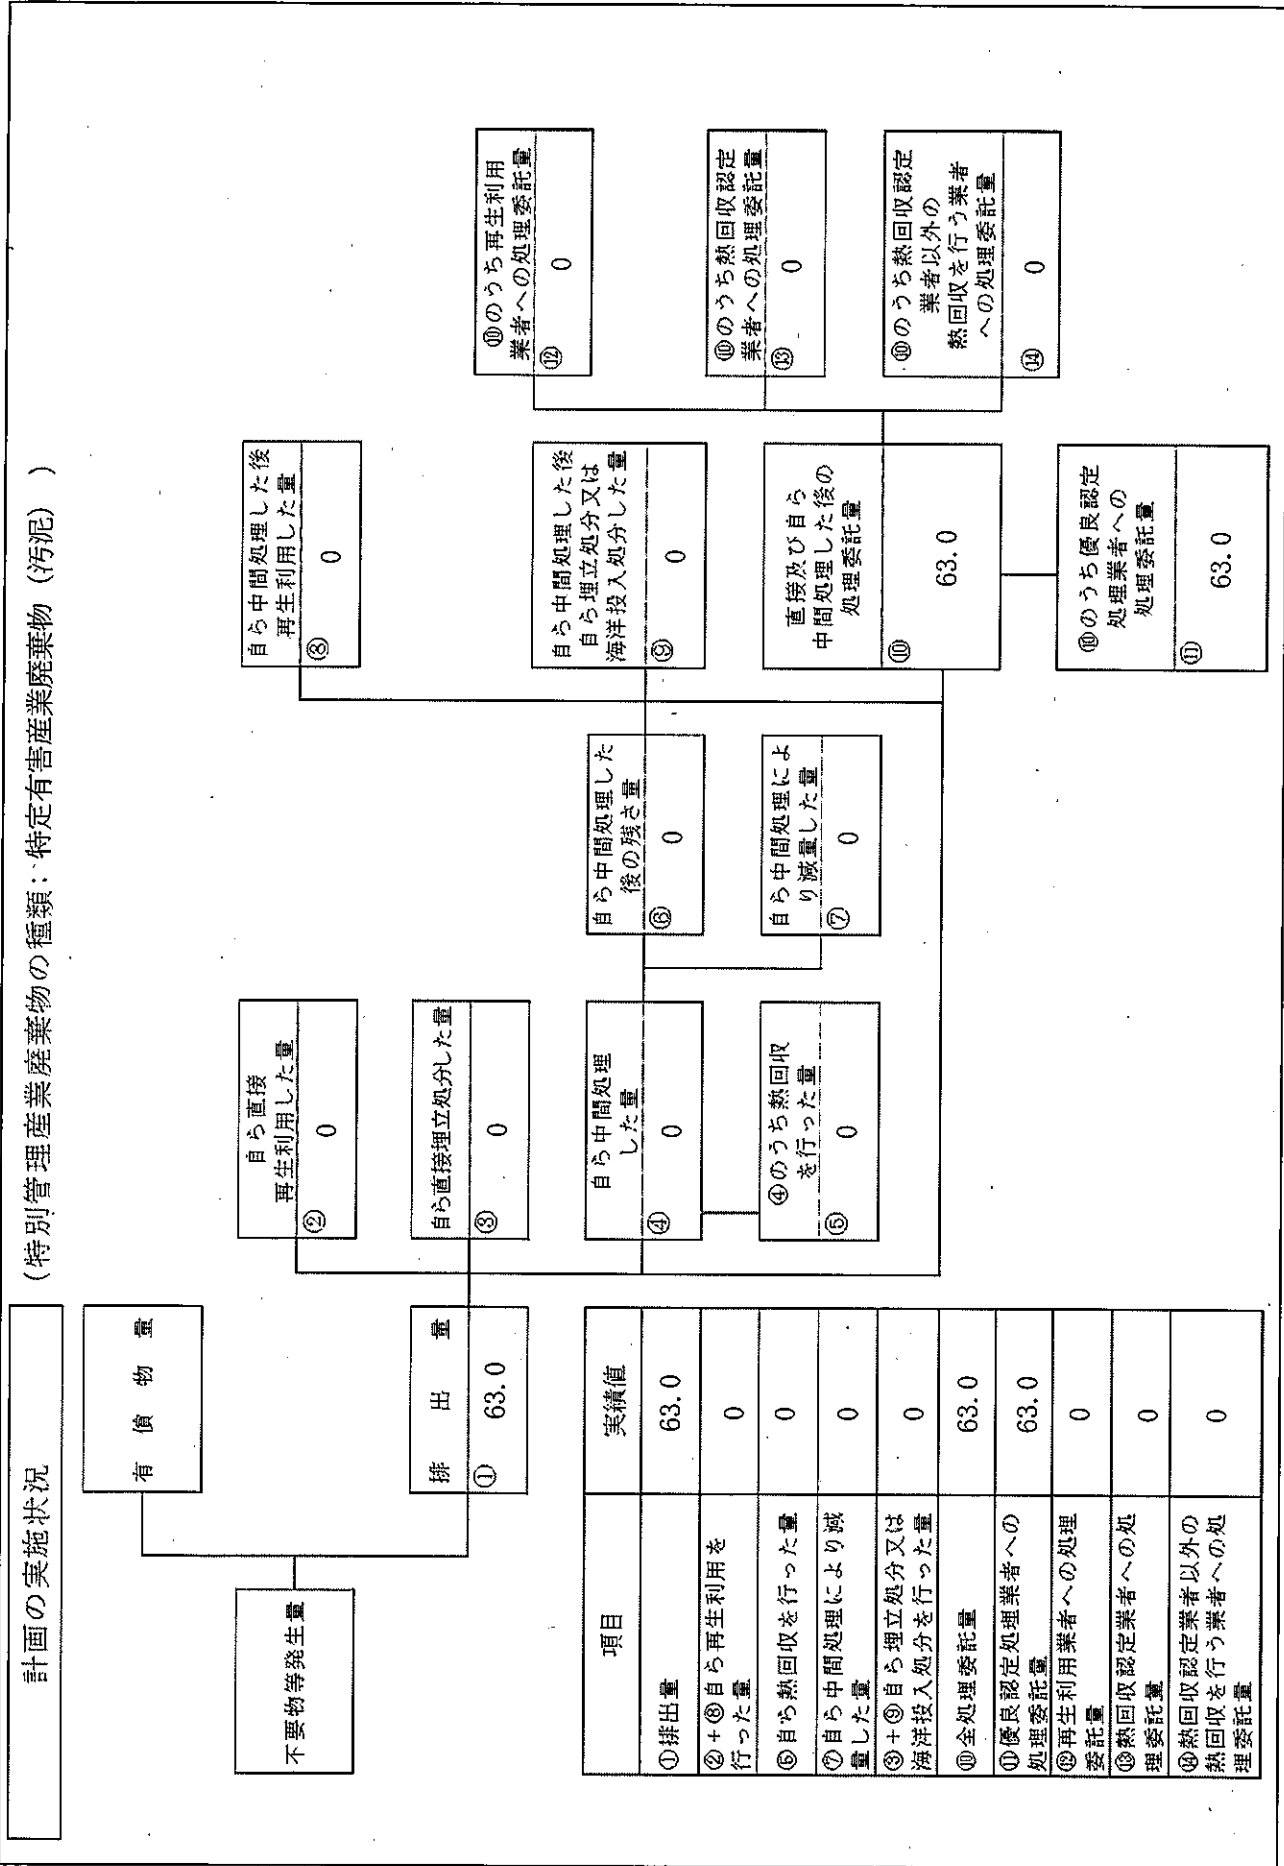 計画の実施状況
(特別管理産業廃棄物の種類：特定有害産業廃棄物（汚泥） )
不要物等発生量
有 償 物 量
排 出 量
① 63.0
自ら直接
再生利用した量
② 0
自ら直接埋立処分した量
③ 0
自ら中間処理
した量
④ 0
④のうち熱回収
を行った量
⑤ 0
自ら中間処理した
後の残さ量
⑥ 0
自ら中間処理によ
り減量した量
⑦ 0
自ら中間処理した後
再生利用した量
⑧ 0
自ら中間処理した後
自ら埋立処分又は
海洋投入処分した量
⑨ 0
直接及び自ら
中間処理した後の
処理委託量
⑩ 63.0
⑩のうち優良認定
処理業者への
処理委託量
⑪ 63.0
⑩のうち再生利用
業者への処理委託量
⑫ 0
⑩のうち熱回収認定
業者への処理委託量
⑬ 0
⑩のうち熱回収認定
業者以外の
熱回収を行う業者
への処理委託量
⑭ 0
項目 実績値
①排出量 63.0
②+⑧自ら再生利用を
行った量 0
⑤自ら熱回収を行った量 0
⑦自ら中間処理により減
量した量 0
③+⑨自ら埋立処分又は
海洋投入処分を行った量 0
⑩全処理委託量 63.0
⑪優良認定処理業者への
処理委託量 63.0
⑫再生利用業者への処理
委託量 0
⑬熱回収認定業者への処
理委託量 0
⑭熱回収認定業者以外の
熱回収を行う業者への処
理委託量 0